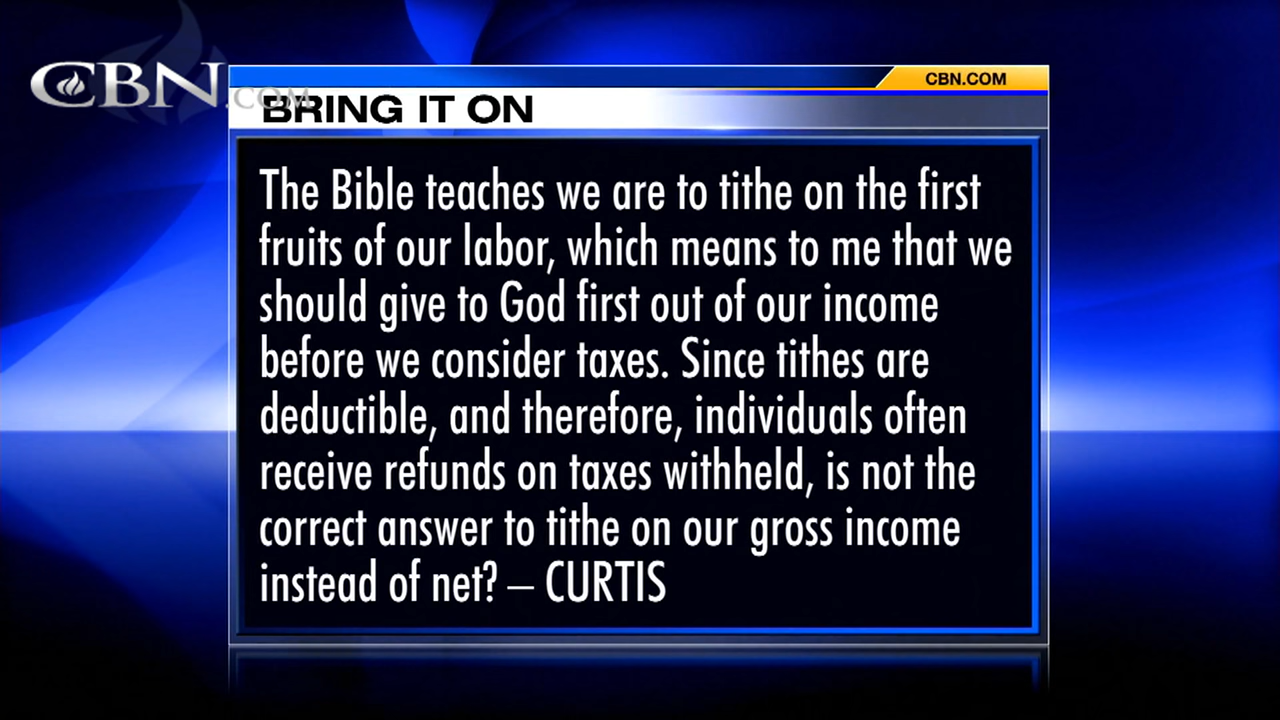 CBN.COM
CBN.COM
BRING IT ON
The Bible teaches we are to tithe on the first
fruits of our labor, which means to me that we
should give to God first out of our income
before we consider taxes. Since tithes are
deductible, and therefore, individuals often
receive refunds on taxes withheld, is not the
correct answer to tithe on our gross income
instead of net? – CURTIS